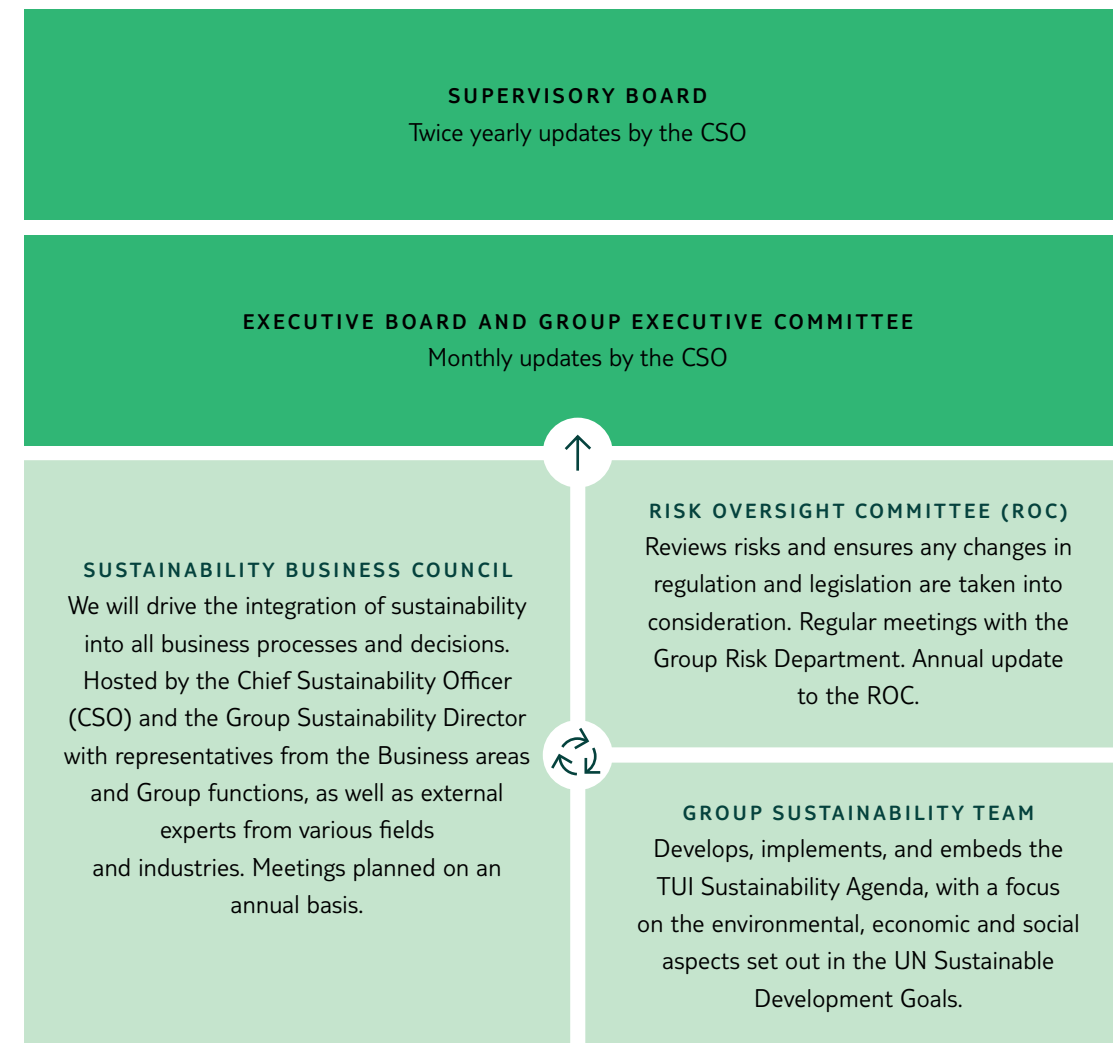 SUPERVISORY BOARD
Twice yearly updates by the CSO
EXECUTIVE BOARD AND GROUP EXECUTIVE COMMITTEE
Monthly updates by the CSO
SUSTAINABILITY BUSINESS COUNCIL
We will drive the integration of sustainability
into all business processes and decisions.
Hosted by the Chief Sustainability Officer
(CSO) and the Group Sustainability Director
with representatives from the Business areas
and Group functions, as well as external
experts from various fields
and industries. Meetings planned on an
annual basis.
RISK OVERSIGHT COMMITTEE (ROC)
Reviews risks and ensures any changes in
regulation and legislation are taken into
consideration. Regular meetings with the
Group Risk Department. Annual update
to the ROC.
GROUP SUSTAINABILITY TEAM
Develops, implements, and embeds the
TUI Sustainability Agenda, with a focus
on the environmental, economic and social
aspects set out in the UN Sustainable
Development Goals.